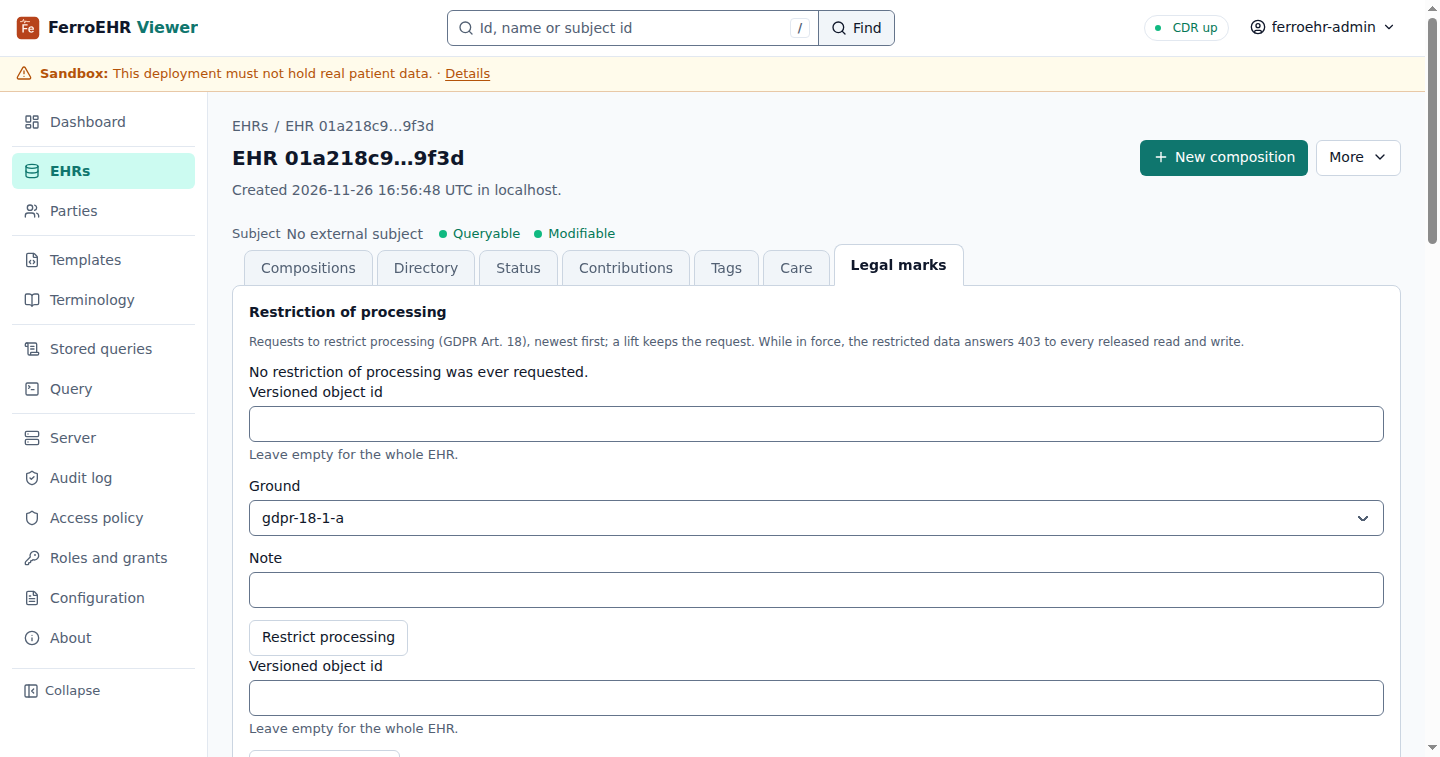 FerroEHR Viewer
Id, name or subject id
/
Find
CDR up
ferroehr-admin
Sandbox: This deployment must not hold real patient data. · Details
Dashboard
EHRs
Parties
Templates
Terminology
Stored queries
Query
Server
Audit log
Access policy
Roles and grants
Configuration
About
Collapse
EHRs / EHR 01a218c9…9f3d
EHR 01a218c9…9f3d
New composition
More
Created 2026-11-26 16:56:48 UTC in localhost.
Subject No external subject Queryable Modifiable
Compositions Directory Status Contributions Tags Care Legal marks
Restriction of processing
Requests to restrict processing (GDPR Art. 18), newest first; a lift keeps the request. While in force, the restricted data answers 403 to every released read and write.
No restriction of processing was ever requested.
Versioned object id
Leave empty for the whole EHR.
Ground
gdpr-18-1-a
Note
Restrict processing
Versioned object id
Leave empty for the whole EHR.